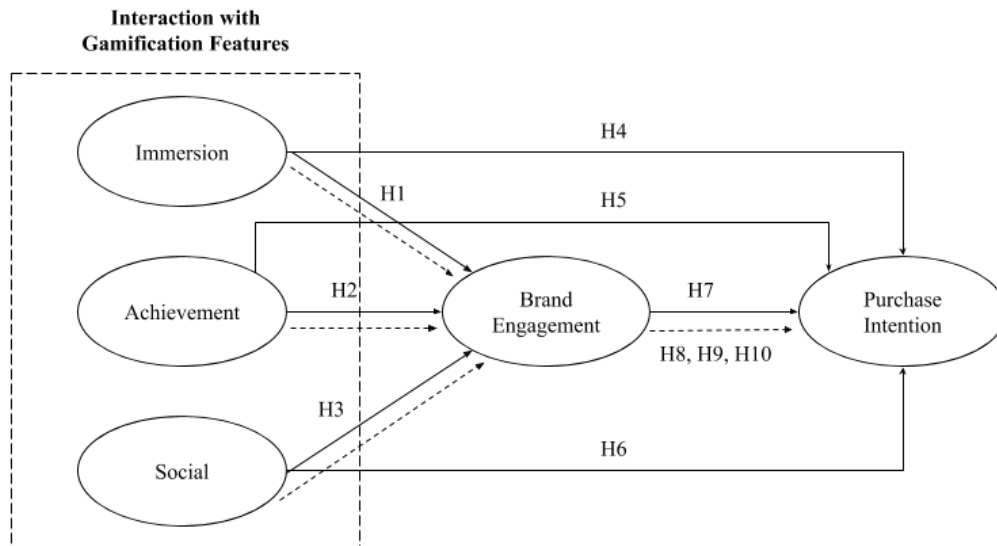 Interaction with
Gamification Features
Immersion
H4
H1
H5
Achievement
H2
Brand
Engagement
H7
Purchase
Intention
H8, H9, H10
H3
Social
H6